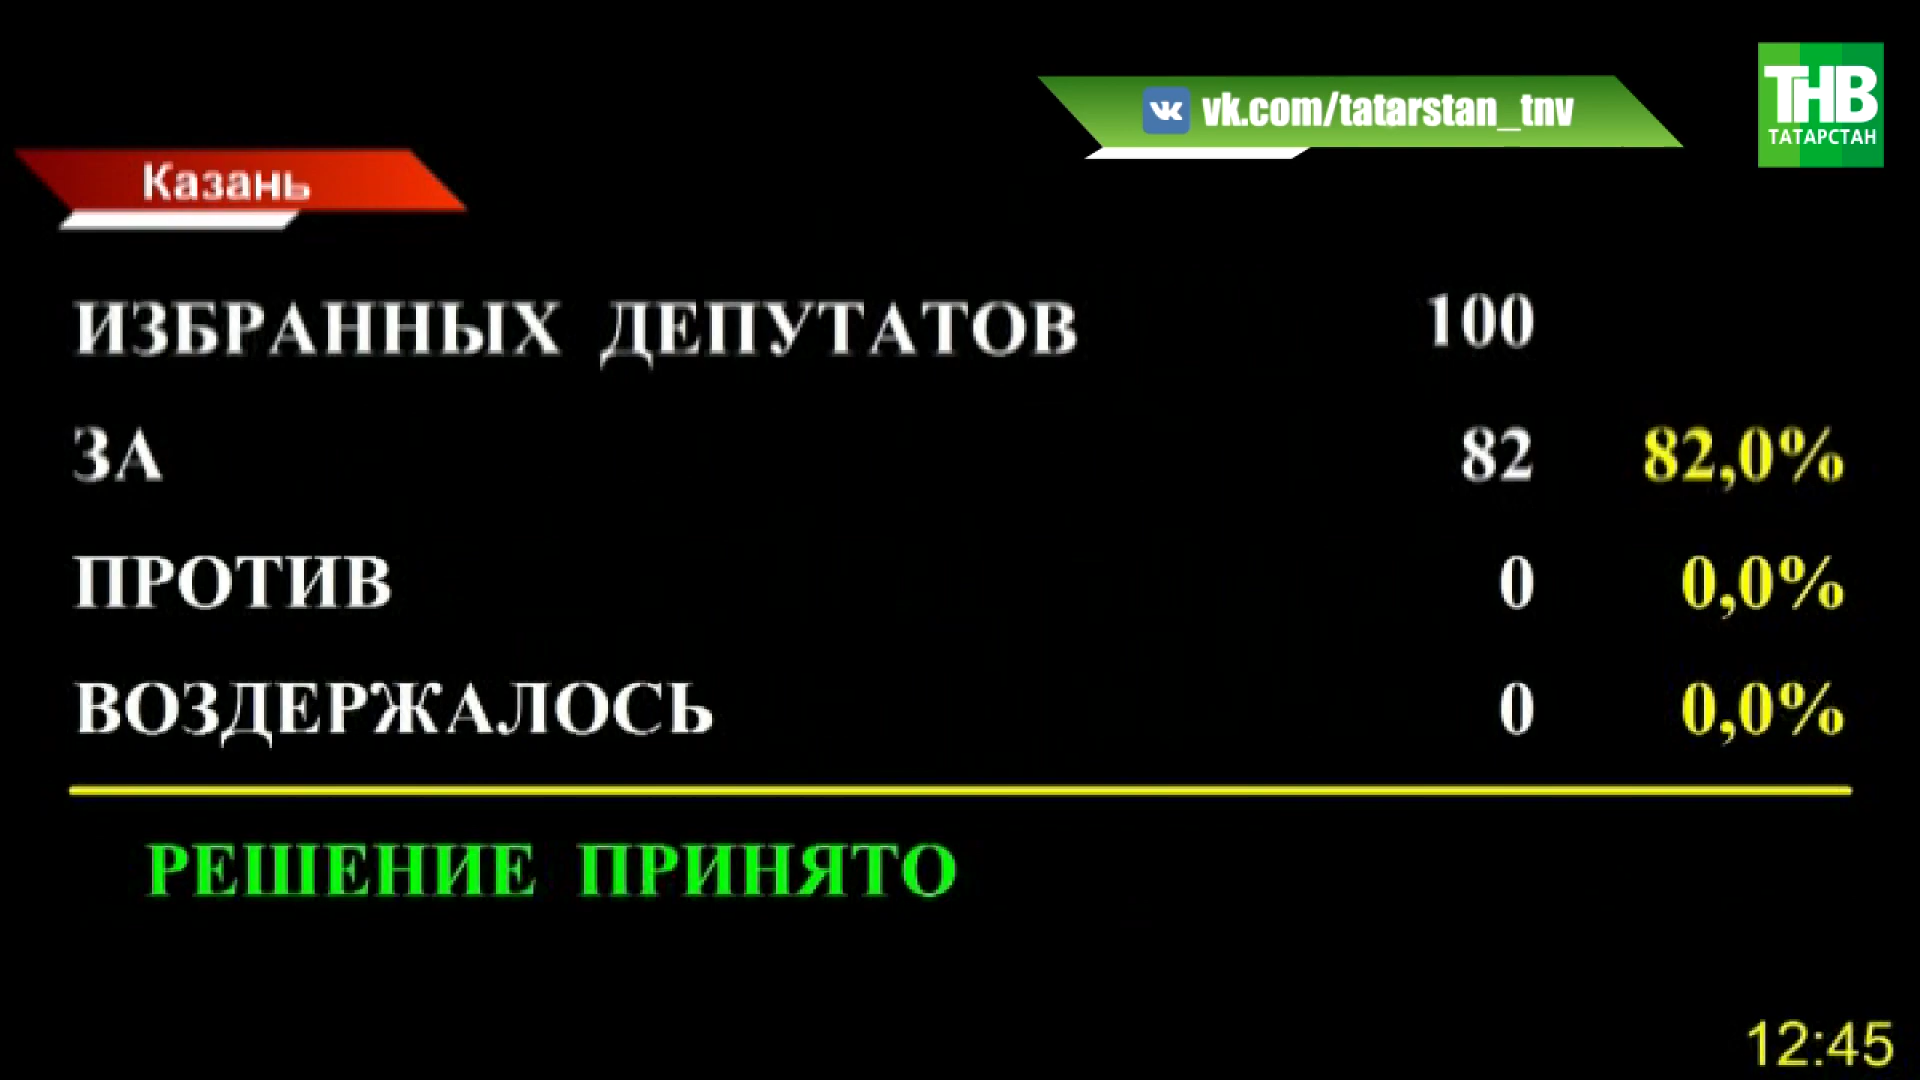 vk.com/tatarstan_tnv
ТНВ
ТАТАРСТАН
Казань
ИЗБРАННЫХ ДЕПУТАТОВ 100
ЗА 82 82,0%
ПРОТИВ 0 0,0%
ВОЗДЕРЖАЛОСЬ 0 0,0%
РЕШЕНИЕ ПРИНЯТО
12:45